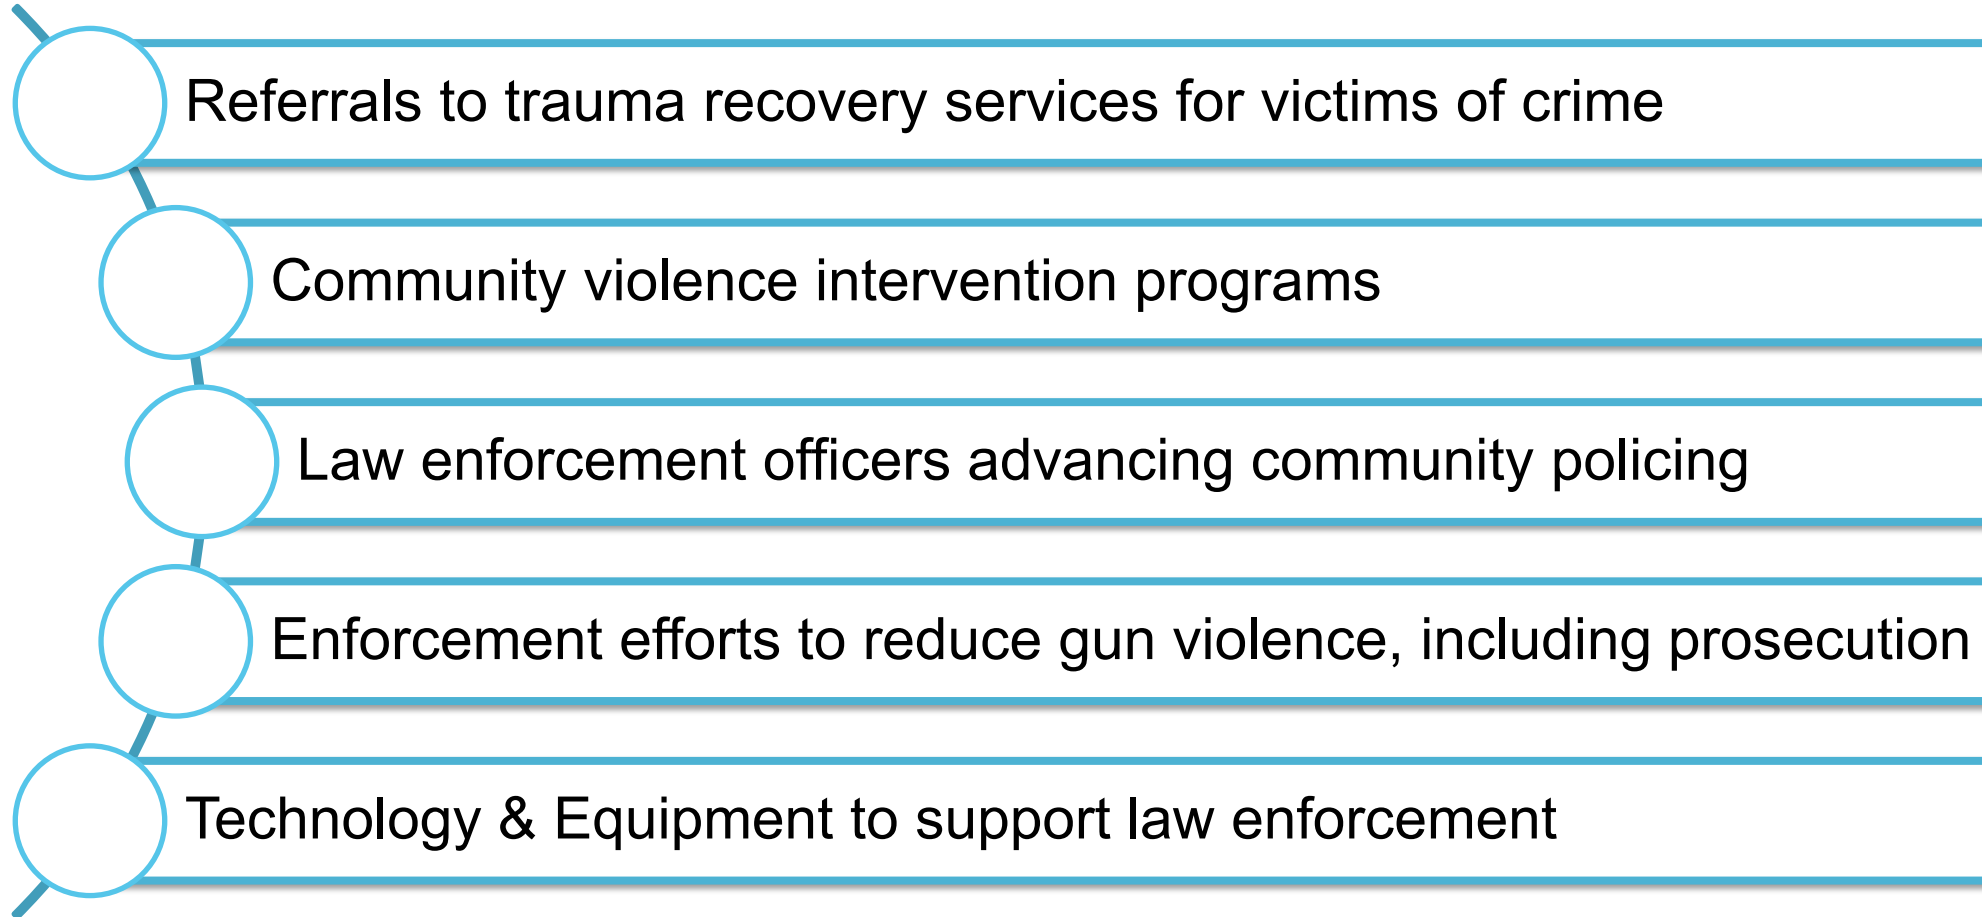 Referrals to trauma recovery services for victims of crime
Community violence intervention programs
Law enforcement officers advancing community policing
Enforcement efforts to reduce gun violence, including prosecution
Technology & Equipment to support law enforcement